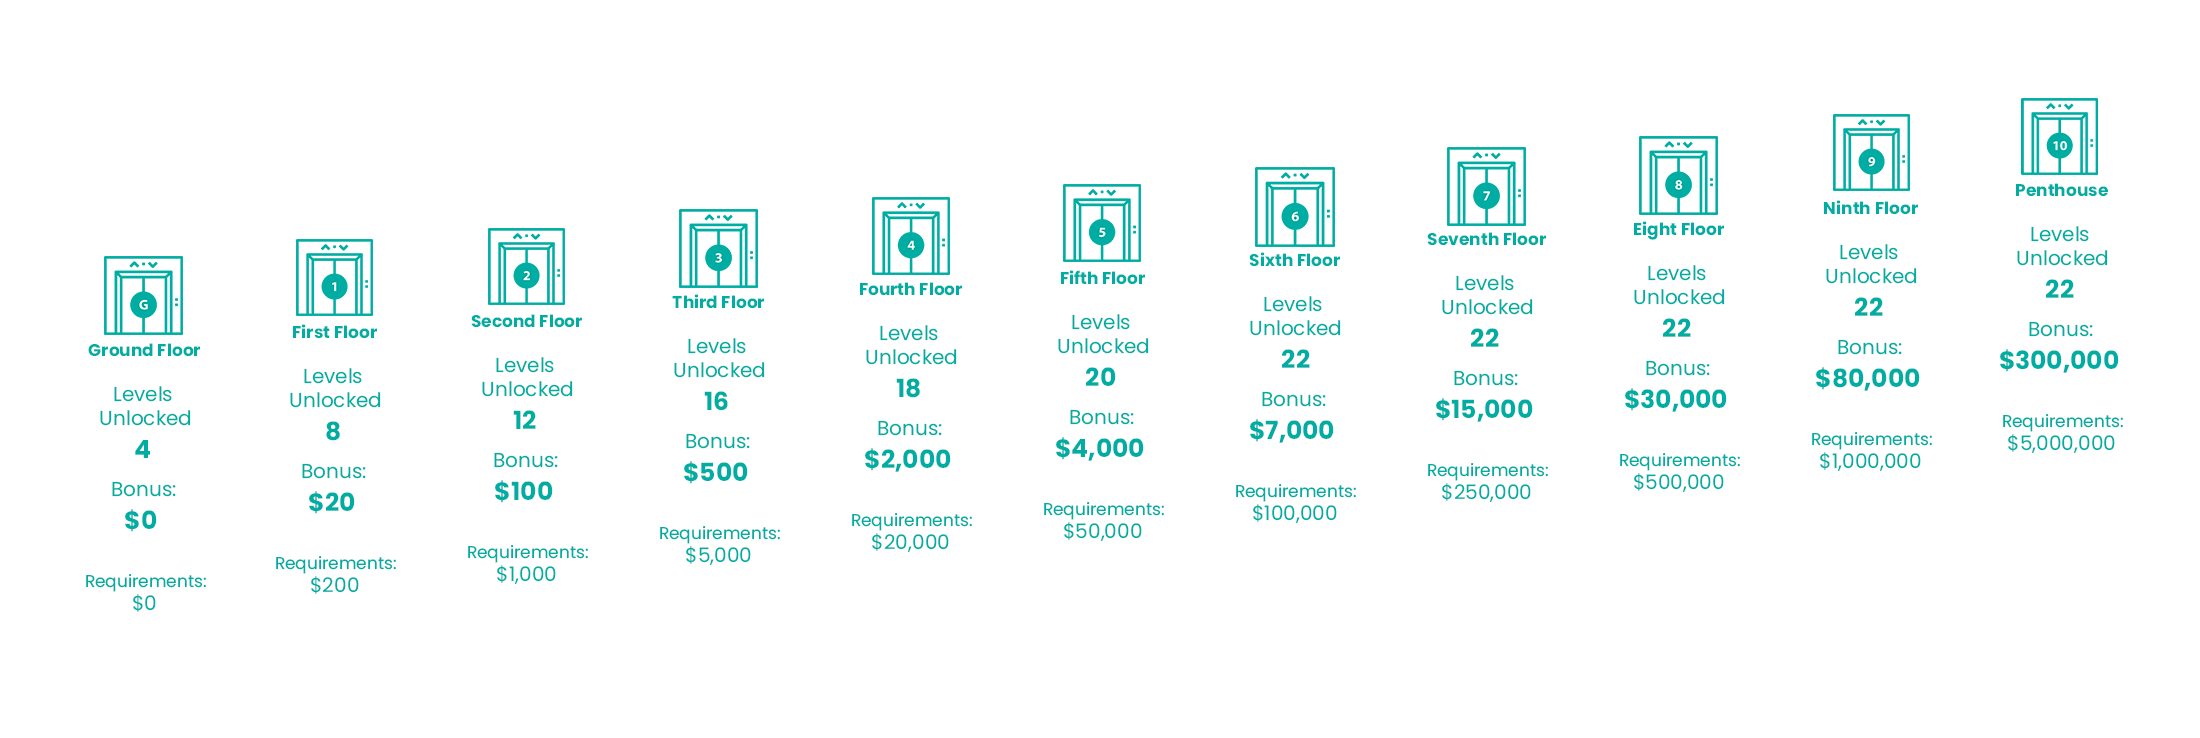 G
Ground Floor
Levels
Unlocked
4
Bonus:
$0
Requirements:
$0
1
First Floor
Levels
Unlocked
8
Bonus:
$20
Requirements:
$200
2
Second Floor
Levels
Unlocked
12
Bonus:
$100
Requirements:
$1,000
3
Third Floor
Levels
Unlocked
16
Bonus:
$500
Requirements:
$5,000
4
Fourth Floor
Levels
Unlocked
18
Bonus:
$2,000
Requirements:
$20,000
5
Fifth Floor
Levels
Unlocked
20
Bonus:
$4,000
Requirements:
$50,000
6
Sixth Floor
Levels
Unlocked
22
Bonus:
$7,000
Requirements:
$100,000
7
Seventh Floor
Levels
Unlocked
22
Bonus:
$15,000
Requirements:
$250,000
8
Eight Floor
Levels
Unlocked
22
Bonus:
$30,000
Requirements:
$500,000
9
Ninth Floor
Levels
Unlocked
22
Bonus:
$80,000
Requirements:
$1,000,000
10
Penthouse
Levels
Unlocked
22
Bonus:
$300,000
Requirements:
$5,000,000